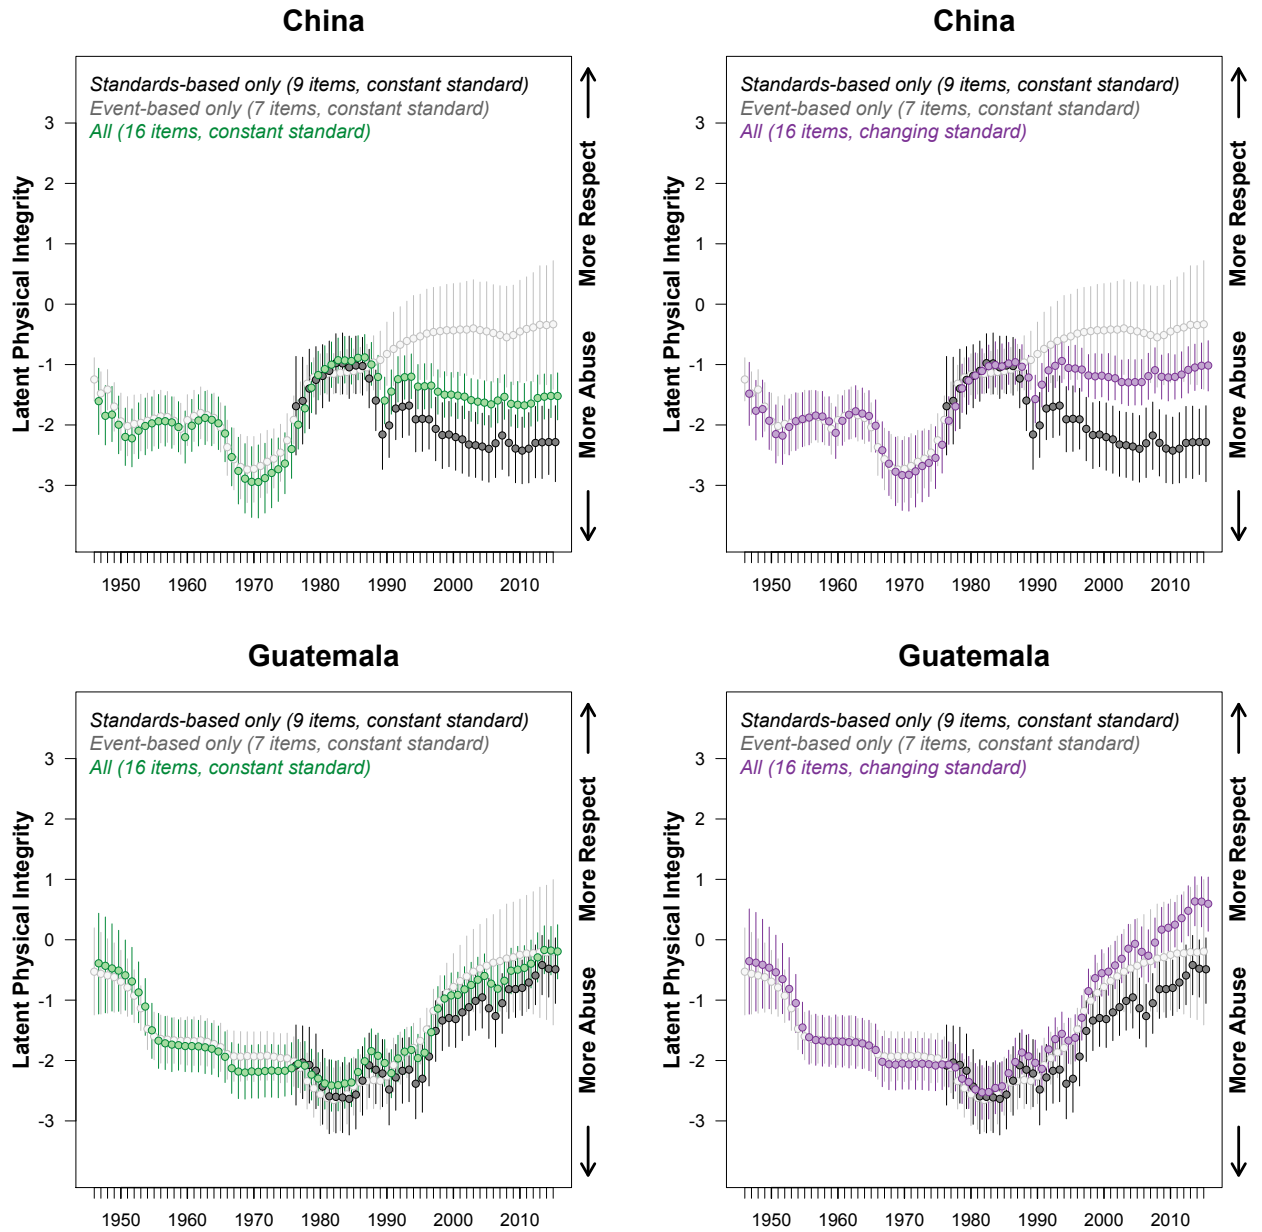 China
Standards-based only (9 items, constant standard)
Event-based only (7 items, constant standard)
All (16 items, constant standard)
Latent Physical Integrity
3
2
1
0
-1
-2
-3
1950 1960 1970 1980 1990 2000 2010
More Respect
More Abuse
China
Standards-based only (9 items, constant standard)
Event-based only (7 items, constant standard)
All (16 items, changing standard)
Latent Physical Integrity
3
2
1
0
-1
-2
-3
1950 1960 1970 1980 1990 2000 2010
More Respect
More Abuse
Guatemala
Standards-based only (9 items, constant standard)
Event-based only (7 items, constant standard)
All (16 items, constant standard)
Latent Physical Integrity
3
2
1
0
-1
-2
-3
1950 1960 1970 1980 1990 2000 2010
More Respect
More Abuse
Guatemala
Standards-based only (9 items, constant standard)
Event-based only (7 items, constant standard)
All (16 items, changing standard)
Latent Physical Integrity
3
2
1
0
-1
-2
-3
1950 1960 1970 1980 1990 2000 2010
More Respect
More Abuse